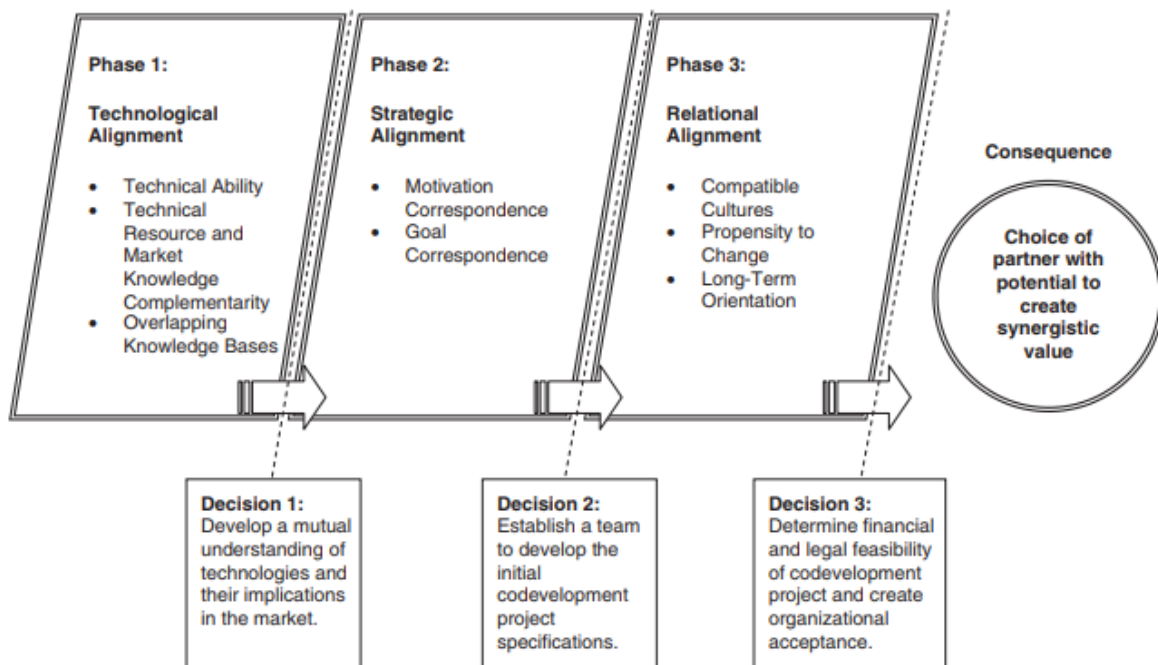 Phase 1:
Technological
Alignment
• Technical Ability
• Technical
Resource and
Market
Knowledge
Complementarity
• Overlapping
Knowledge Bases
Phase 2:
Strategic
Alignment
• Motivation
Correspondence
• Goal
Correspondence
Phase 3:
Relational
Alignment
• Compatible
Cultures
• Propensity to
Change
• Long-Term
Orientation
Consequence
Choice of
partner with
potential to
create
synergistic
value
Decision 1:
Develop a mutual
understanding of
technologies and
their implications
in the market.
Decision 2:
Establish a team
to develop the
initial
codevelopment
project
specifications.
Decision 3:
Determine financial
and legal feasibility
of codevelopment
project and create
organizational
acceptance.